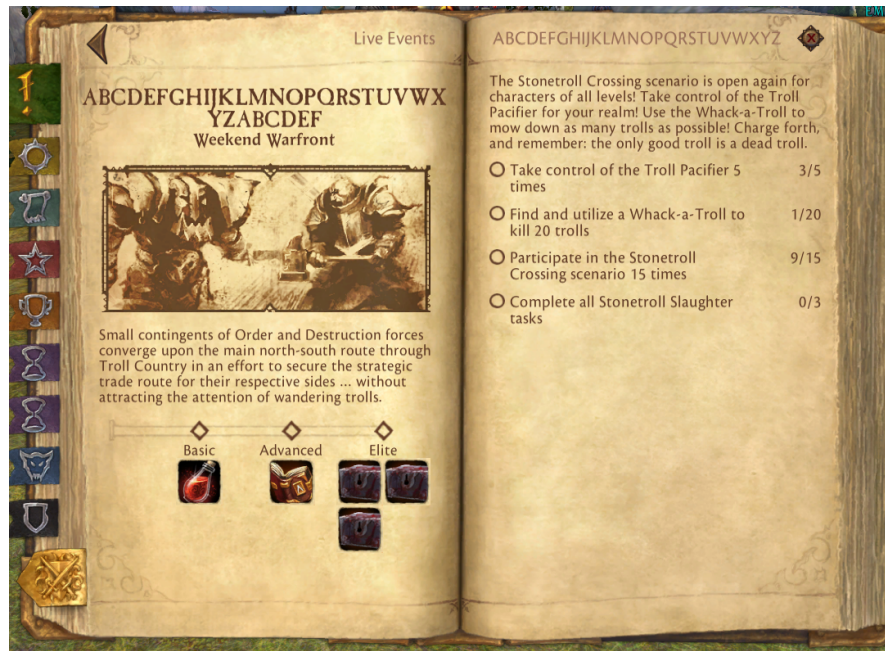 Live Events
ABCDEFGHIJKLMNOPQRSTUVWX
YZABCDEF
Weekend Warfront
Small contingents of Order and Destruction forces
converge upon the main north-south route through
Troll Country in an effort to secure the strategic
trade route for their respective sides ... without
attracting the attention of wandering trolls.
Basic Advanced Elite
ABCDEFGHIJKLMNOPQRSTUVWXYZ
The Stonetroll Crossing scenario is open again for
characters of all levels! Take control of the Troll
Pacifier for your realm! Use the Whack-a-Troll to
mow down as many trolls as possible! Charge forth,
and remember: the only good troll is a dead troll.
Take control of the Troll Pacifier 5 3/5
times
Find and utilize a Whack-a-Troll to 1/20
kill 20 trolls
Participate in the Stonetroll 9/15
Crossing scenario 15 times
Complete all Stonetroll Slaughter 0/3
tasks